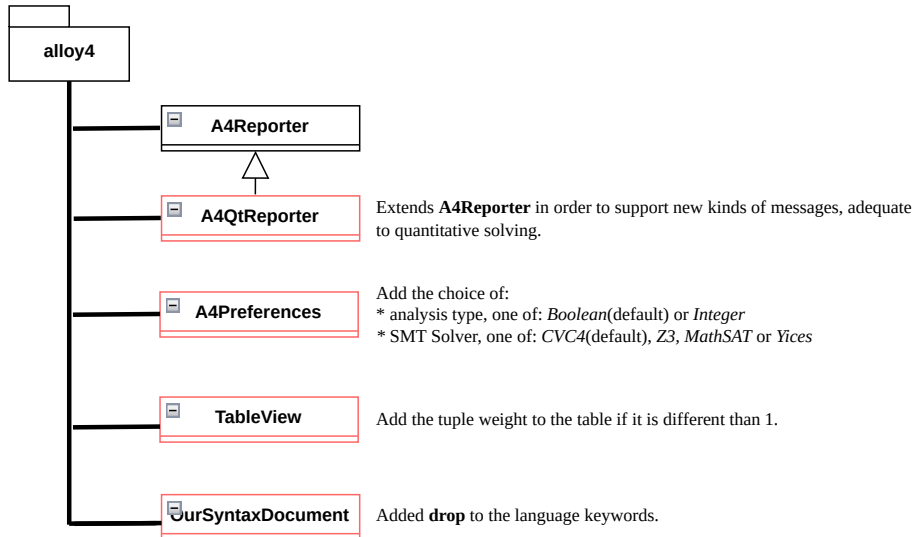 alloy4
A4Reporter
A4QtReporter
Extends A4Reporter in order to support new kinds of messages, adequate
to quantitative solving.
A4Preferences
Add the choice of:
* analysis type, one of: Boolean(default) or Integer
* SMT Solver, one of: CVC4(default), Z3, MathSAT or Yices
TableView
Add the tuple weight to the table if it is different than 1.
OurSyntaxDocument
Added drop to the language keywords.